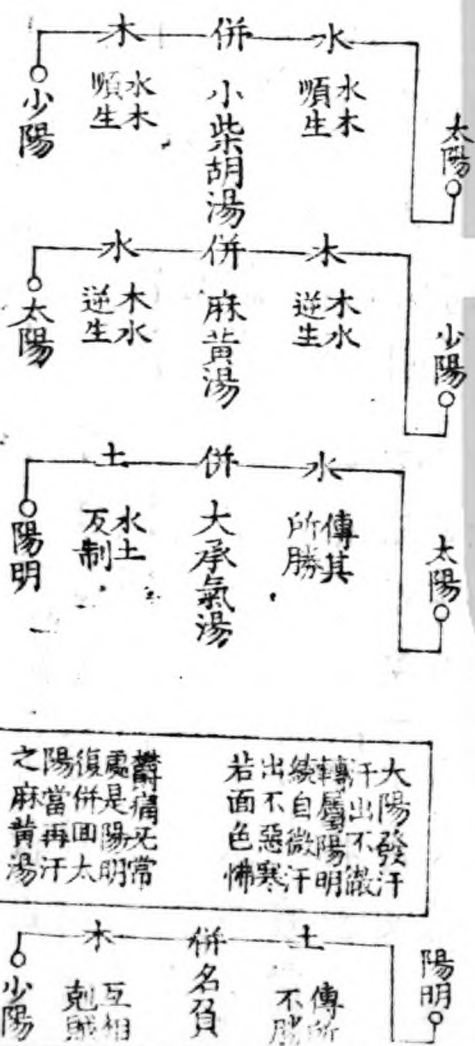 太陽
水
水木
順生
併
小柴胡湯
木
水木
順生
少陽
少陽
木
木水
逆生
併
麻黃湯
水
木水
逆生
太陽
太陽
水
傳其
所勝
併
大承氣湯
土
水土
反制
陽明
太陽發汗
汗出不徹
轉屬陽明
續自微汗
出不惡寒
若面色怫
鬱痛無常
處是陽明
復併回太
陽當再汗
之麻黃湯
陽明
土
傳所
不勝
併名負
木
互相
剋賊
少陽